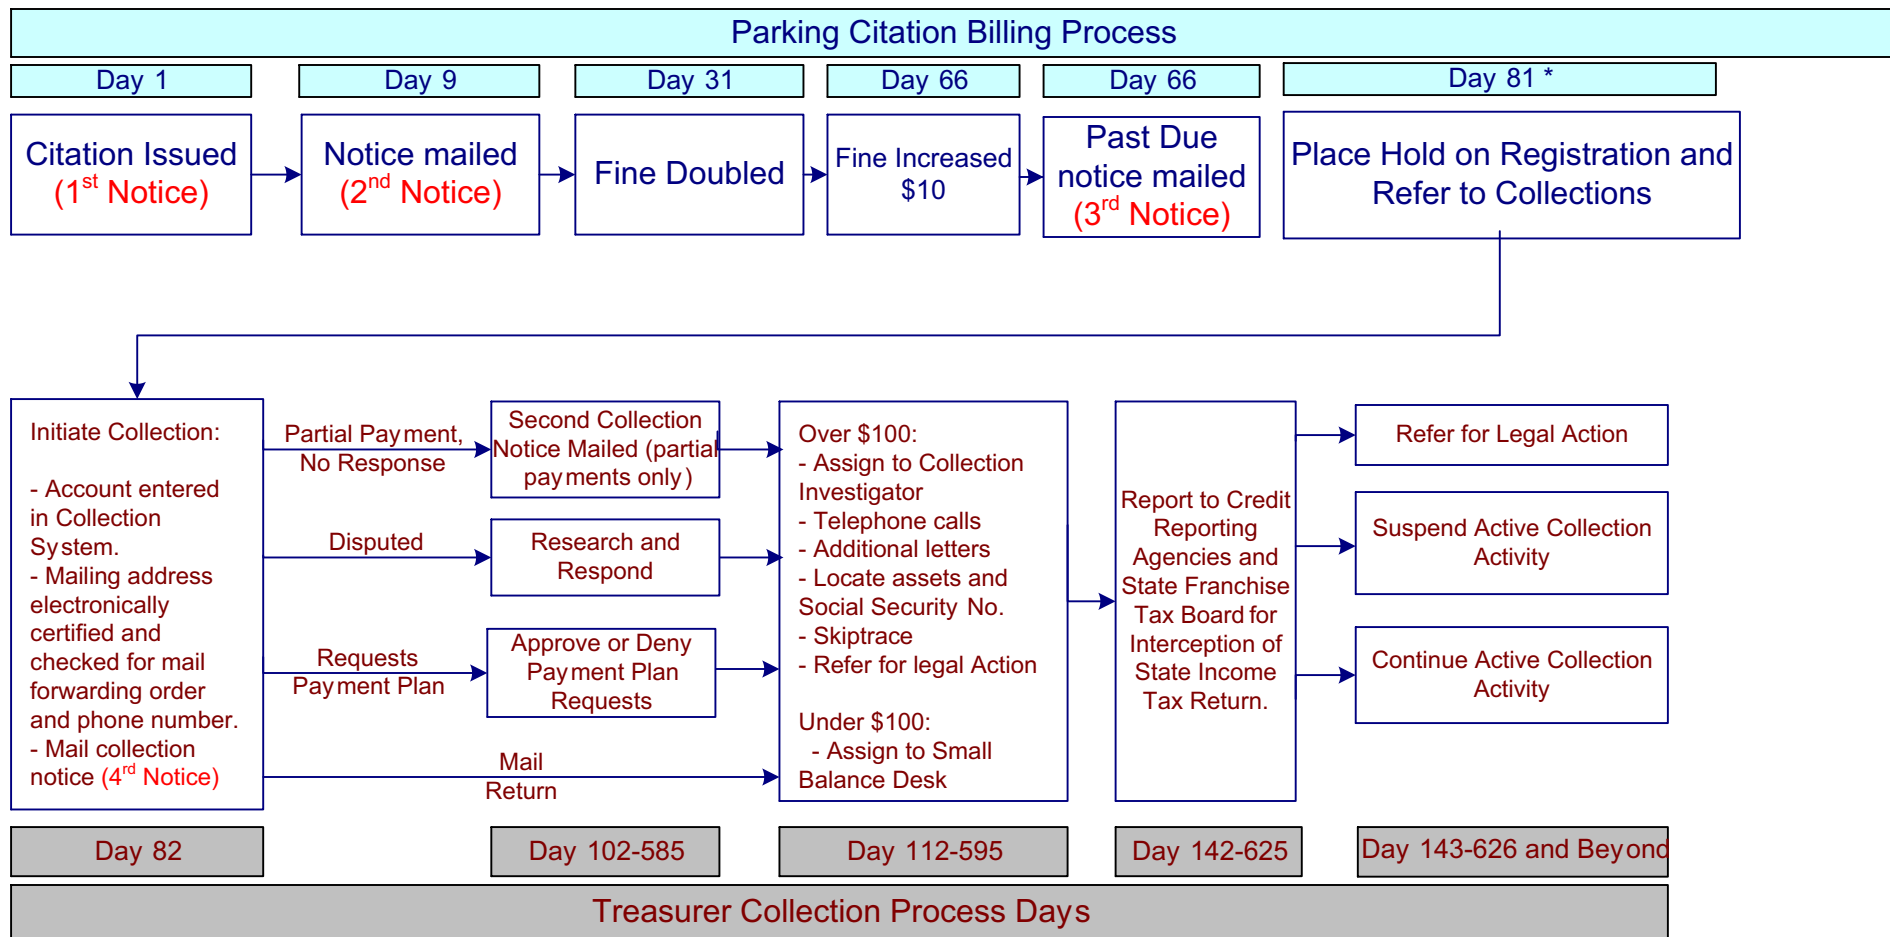 Parking Citation Billing Process
Day 1
Day 9
Day 31
Day 66
Day 66
Day 81 *
Citation Issued
(1st Notice)
Notice mailed
(2nd Notice)
Fine Doubled
Fine Increased
$10
Past Due
notice mailed
(3rd Notice)
Place Hold on Registration and
Refer to Collections
Initiate Collection:
- Account entered
in Collection
System.
- Mailing address
electronically
certified and
checked for mail
forwarding order
and phone number.
- Mail collection
notice (4rd Notice)
Partial Payment,
No Response
Disputed
Requests
Payment Plan
Mail
Return
Second Collection
Notice Mailed (partial
payments only)
Research and
Respond
Approve or Deny
Payment Plan
Requests
Over $100:
- Assign to Collection
Investigator
- Telephone calls
- Additional letters
- Locate assets and
Social Security No.
- Skiptrace
- Refer for legal Action
Under $100:
- Assign to Small
Balance Desk
Report to Credit
Reporting
Agencies and
State Franchise
Tax Board for
Interception of
State Income
Tax Return.
Refer for Legal Action
Suspend Active Collection
Activity
Continue Active Collection
Activity
Day 82
Day 102-585
Day 112-595
Day 142-625
Day 143-626 and Beyond
Treasurer Collection Process Days